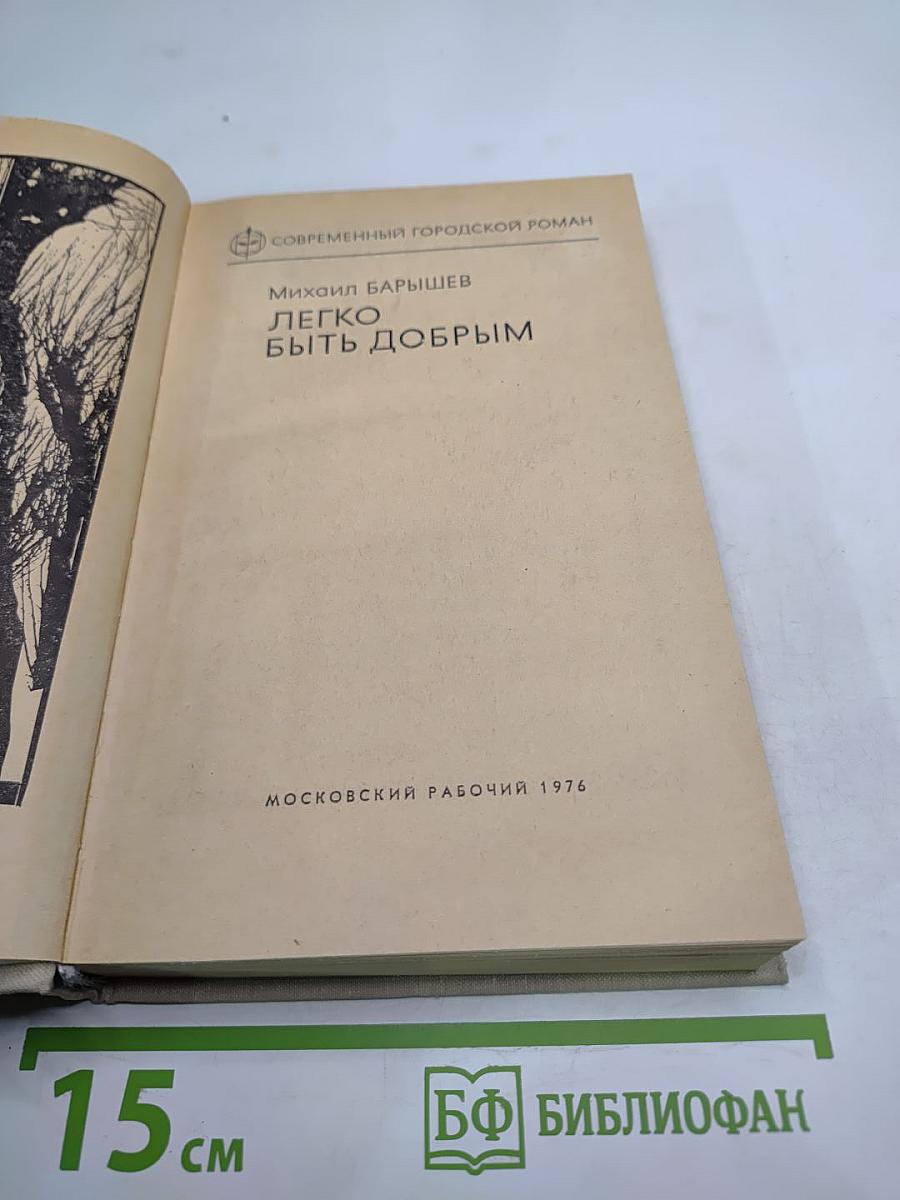 СОВРЕМЕННЫЙ ГОРОДСКОЙ РОМАН
Михаил БАРЫШЕВ
ЛЕГКО
БЫТЬ ДОБРЫМ
МОСКОВСКИЙ РАБОЧИЙ 1976
15 см
БФ БИБЛИОФАН